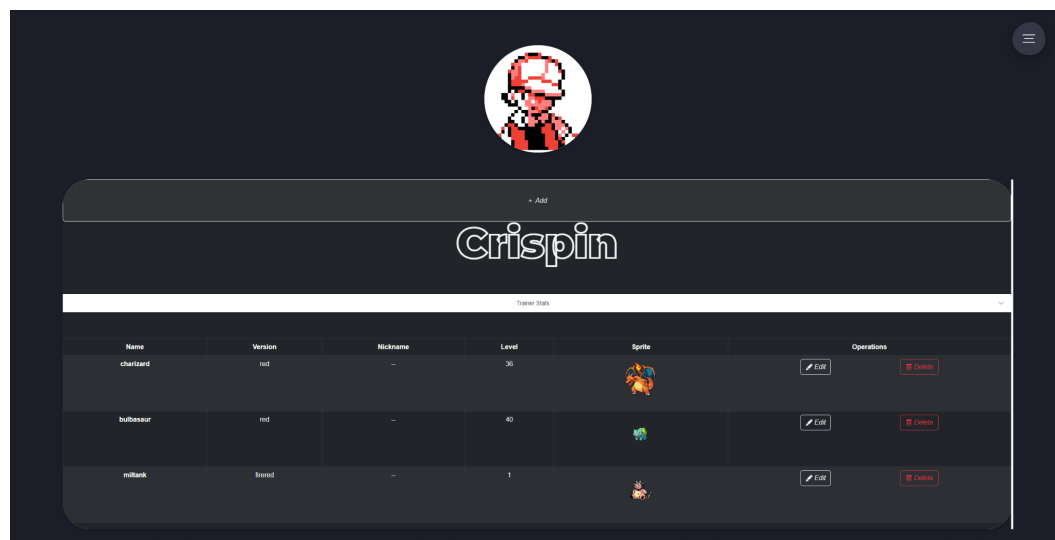 + Add
Crispin
Trainer Stats
Name Version Nickname Level Sprite Operations
charizard red -- 36 Edit Delete
bulbasaur red -- 40 Edit Delete
miltank firered -- 1 Edit Delete